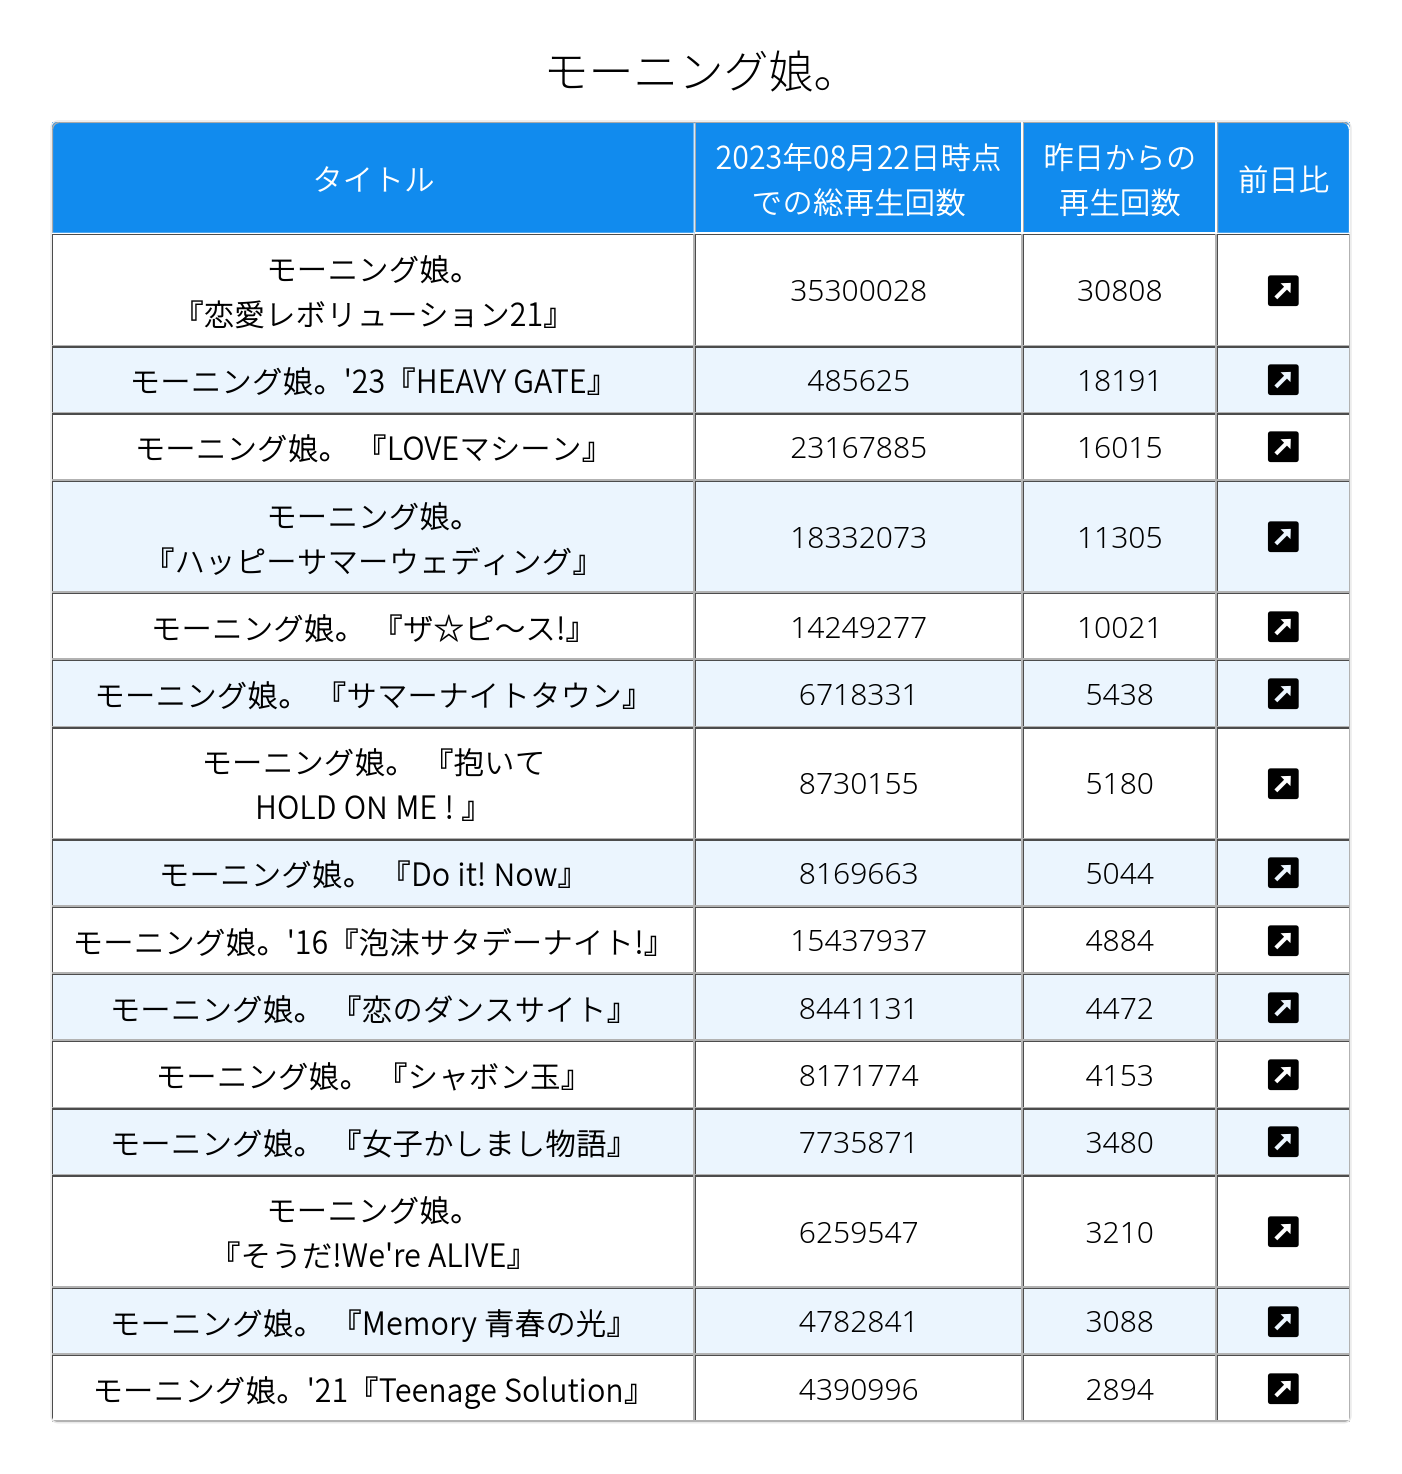 モーニング娘。
タイトル
2023年08月22日時点
での総再生回数
昨日からの
再生回数
前日比
モーニング娘。
『恋愛レボリューション21』
35300028
30808
モーニング娘。'23『HEAVY GATE』
485625
18191
モーニング娘。 『LOVEマシーン』
23167885
16015
モーニング娘。
『ハッピーサマーウェディング』
18332073
11305
モーニング娘。 『ザ☆ピ〜ス!』
14249277
10021
モーニング娘。 『サマーナイトタウン』
6718331
5438
モーニング娘。 『抱いて
HOLD ON ME ! 』
8730155
5180
モーニング娘。 『Do it! Now』
8169663
5044
モーニング娘。'16『泡沫サタデーナイト!』
15437937
4884
モーニング娘。 『恋のダンスサイト』
8441131
4472
モーニング娘。 『シャボン玉』
8171774
4153
モーニング娘。 『女子かしまし物語』
7735871
3480
モーニング娘。
『そうだ!We're ALIVE』
6259547
3210
モーニング娘。 『Memory 青春の光』
4782841
3088
モーニング娘。'21『Teenage Solution』
4390996
2894